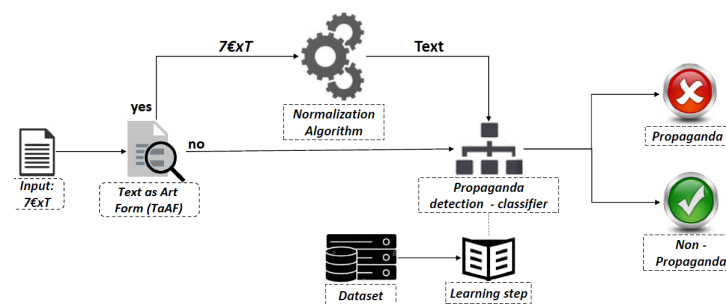 7€xT
Text
yes
Normalization
Algorithm
Propaganda
no
Input:
7€xT
Text as Art
Form (TaAF)
Propaganda
detection - classifier
Non -
Propaganda
Dataset
Learning step